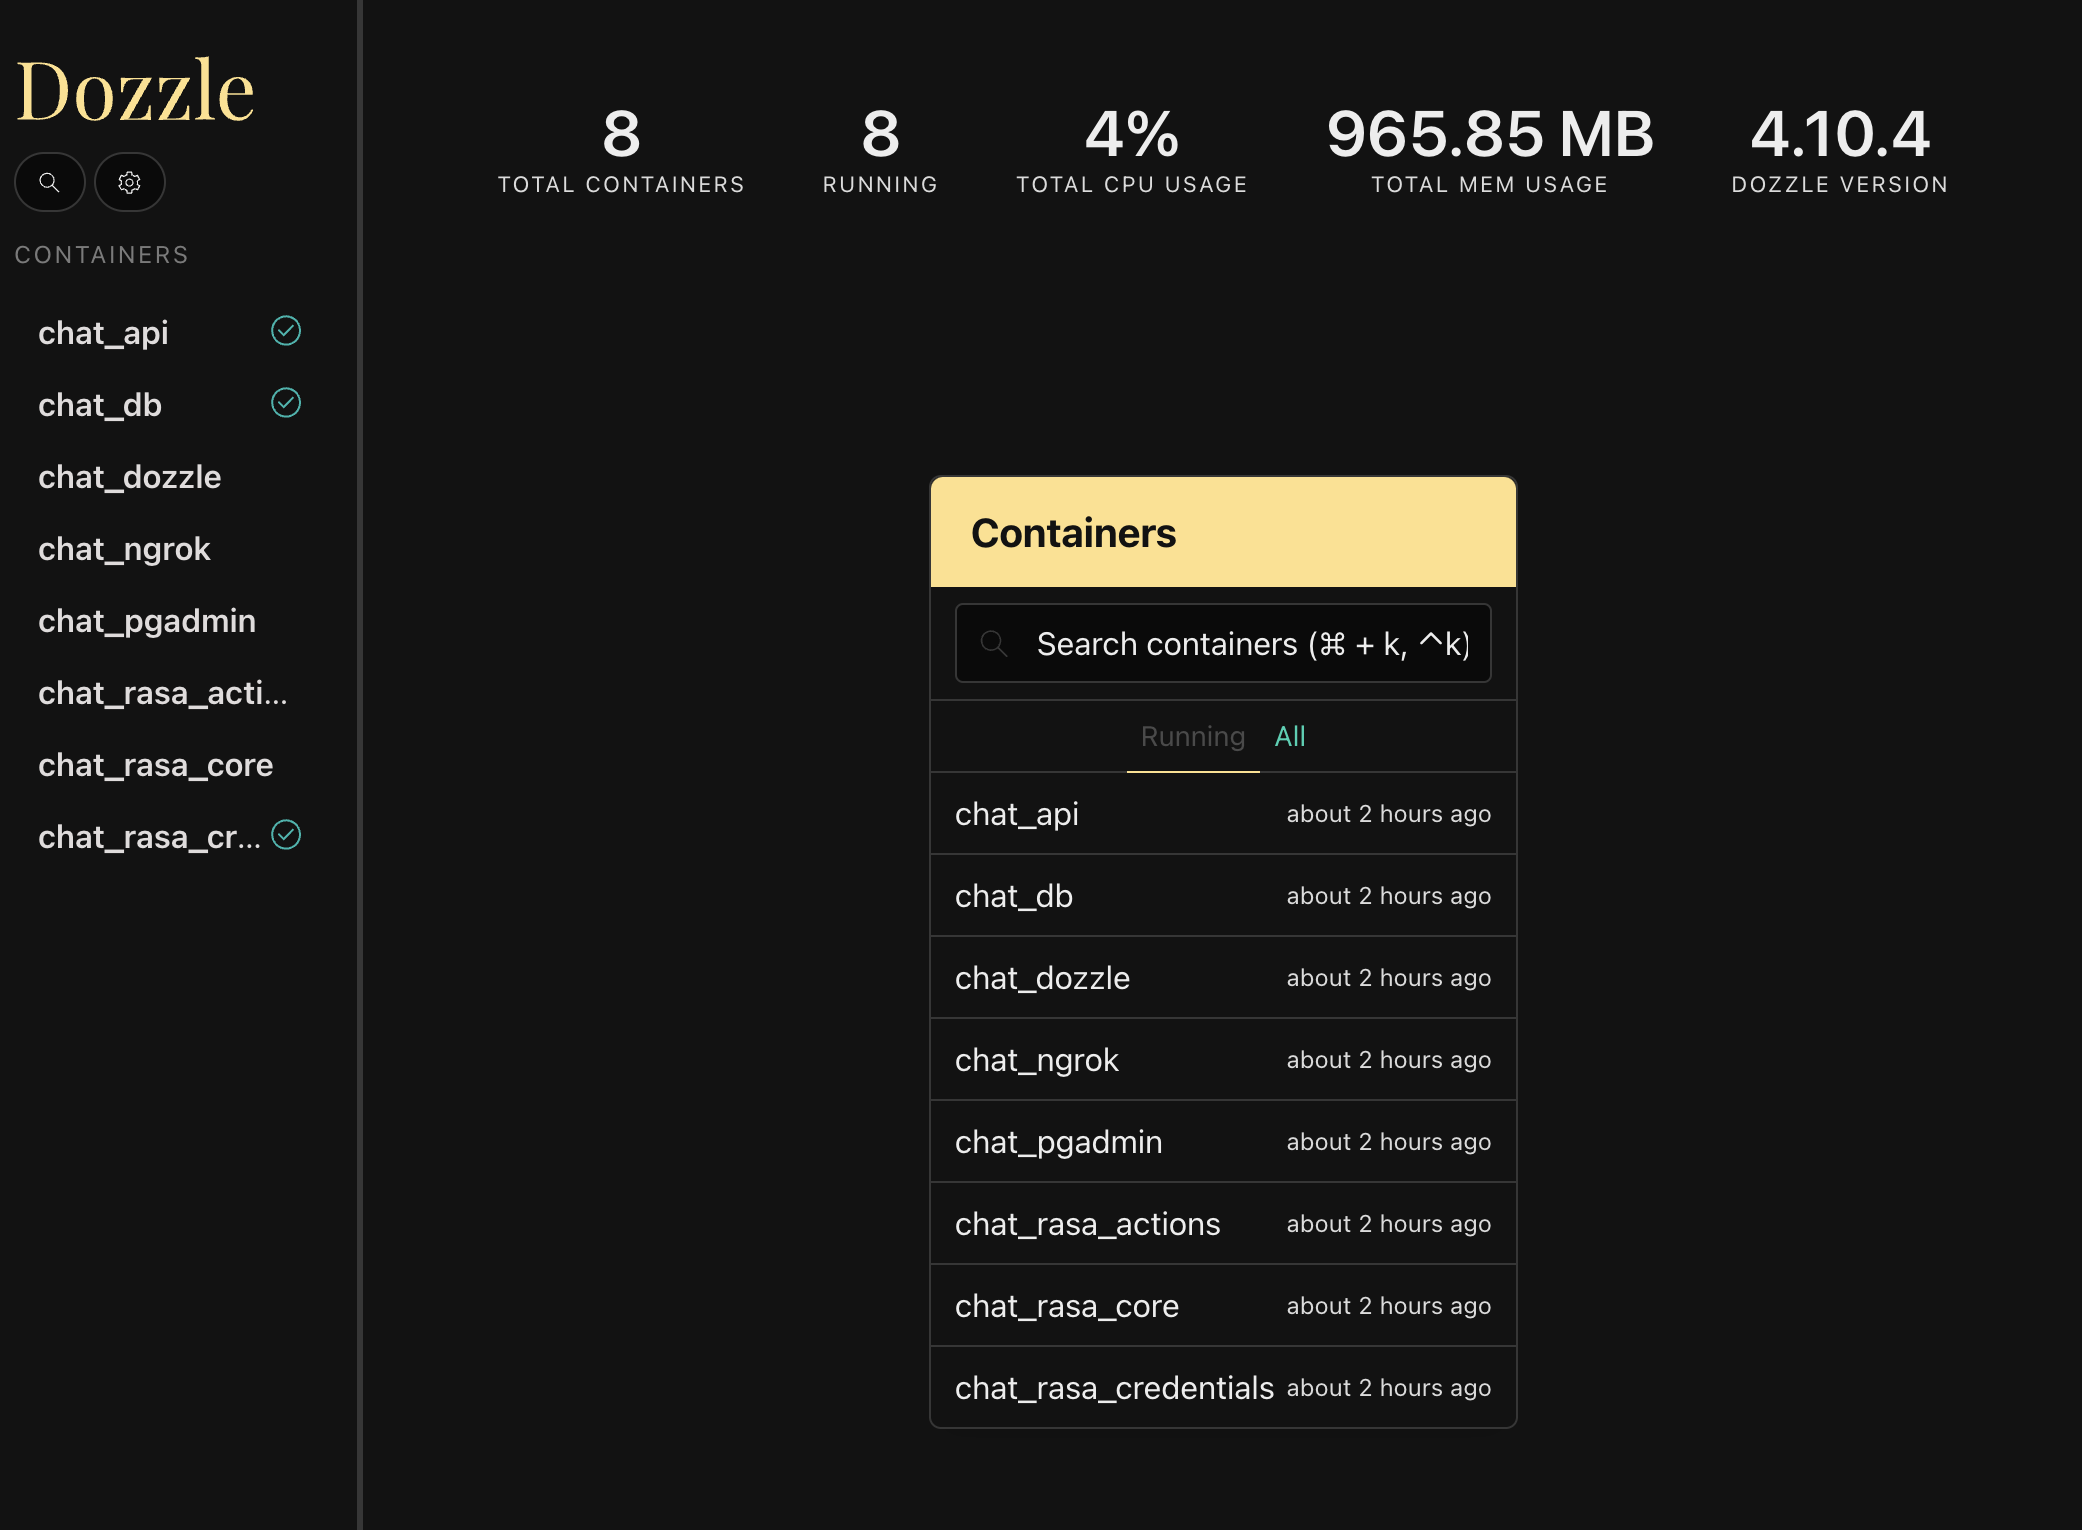 Dozzle
CONTAINERS
chat_api
chat_db
chat_dozzle
chat_ngrok
chat_pgadmin
chat_rasa_acti...
chat_rasa_core
chat_rasa_cr...
8 8 4% 965.85 MB 4.10.4
TOTAL CONTAINERS RUNNING TOTAL CPU USAGE TOTAL MEM USAGE DOZZLE VERSION
Containers
Search containers (⌘ + k, ^k)
Running All
chat_api about 2 hours ago
chat_db about 2 hours ago
chat_dozzle about 2 hours ago
chat_ngrok about 2 hours ago
chat_pgadmin about 2 hours ago
chat_rasa_actions about 2 hours ago
chat_rasa_core about 2 hours ago
chat_rasa_credentials about 2 hours ago